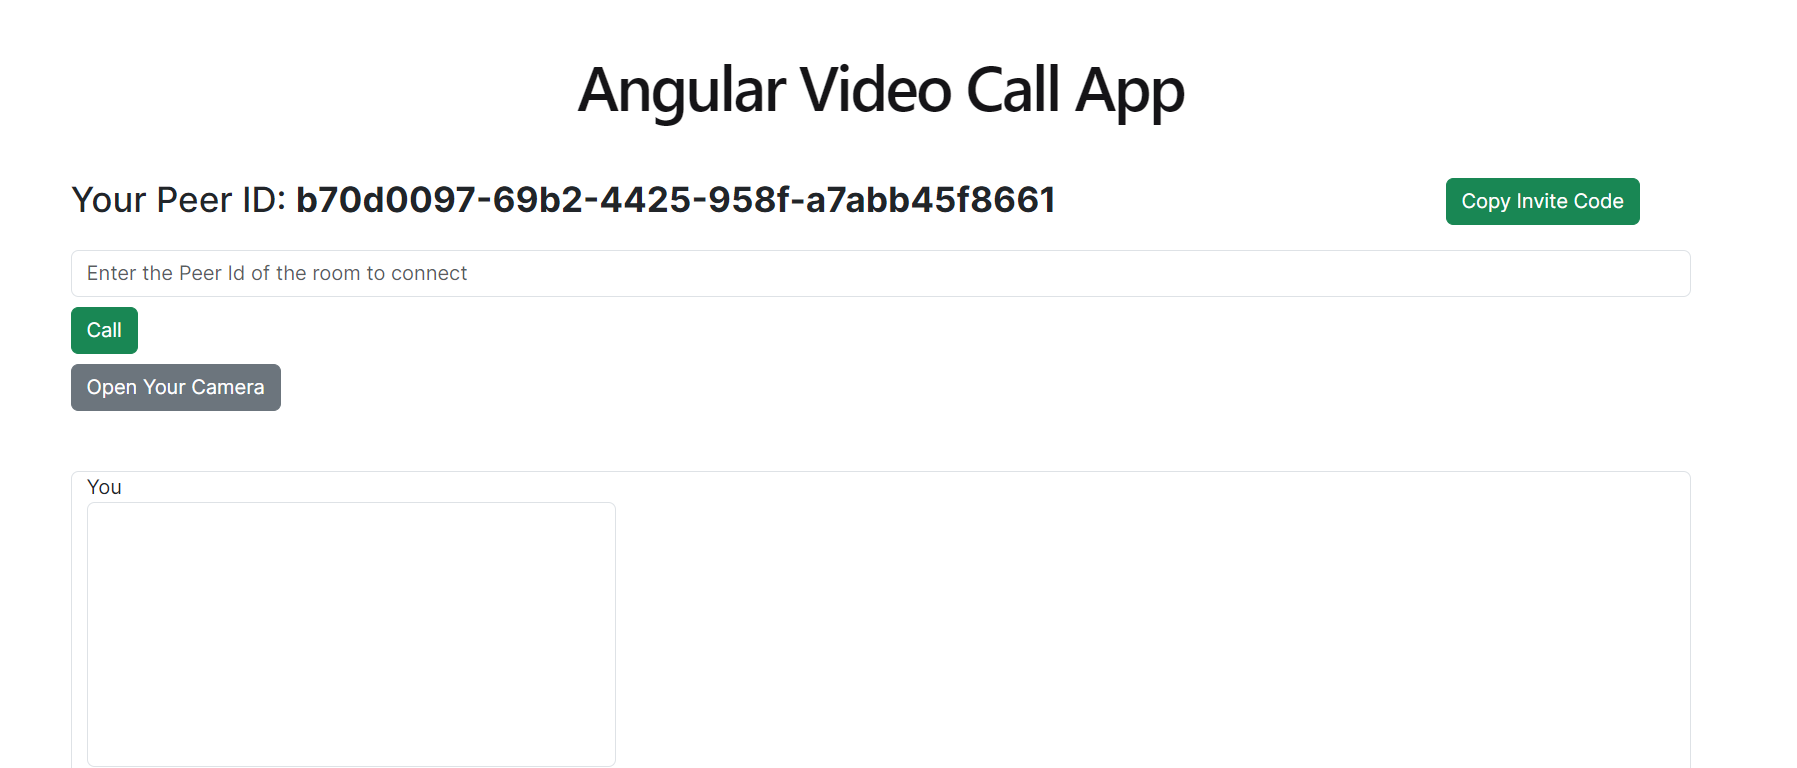 Angular Video Call App
Your Peer ID: b70d0097-69b2-4425-958f-a7abb45f8661
Copy Invite Code
Enter the Peer Id of the room to connect
Call
Open Your Camera
You